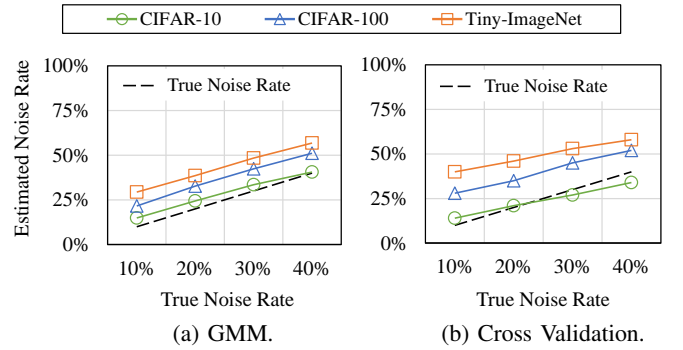 CIFAR-10 CIFAR-100 Tiny-ImageNet
Estimated Noise Rate
100%
75%
50%
25%
0%
True Noise Rate
10% 20% 30% 40%
True Noise Rate
(a) GMM.
100%
75%
50%
25%
0%
True Noise Rate
10% 20% 30% 40%
True Noise Rate
(b) Cross Validation.